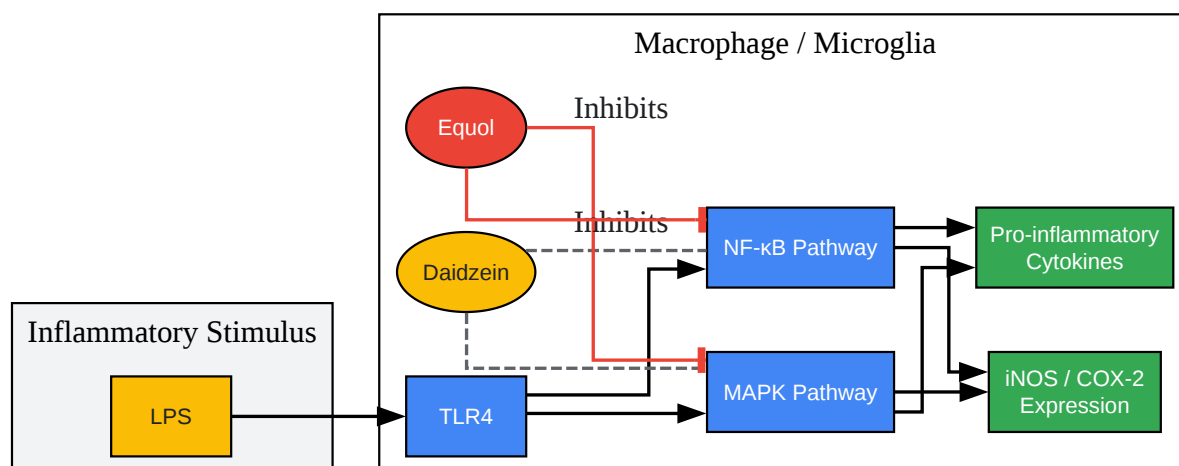 Macrophage / Microglia
Equol
Inhibits
Inhibits
Daidzein
NF-κB Pathway
Pro-inflammatory
Cytokines
Inflammatory Stimulus
LPS
TLR4
MAPK Pathway
iNOS / COX-2
Expression